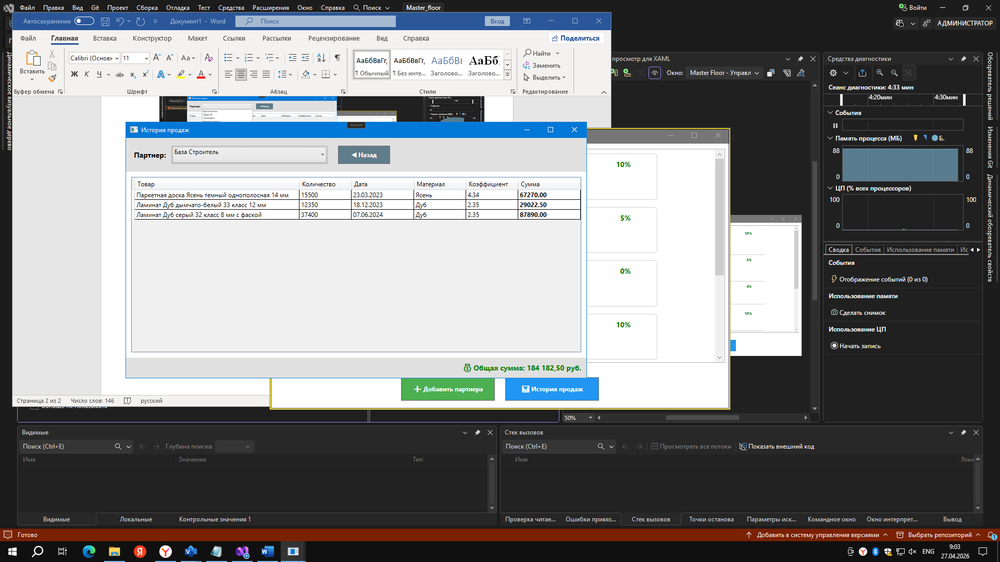 Файл Правка Вид Git Проект Сборка Отладка Тест Средства Расширения Окно Справка Поиск Master_floor Войти
АДМИНИСТРАТОР
Автосохранение Документ1 - Word Поиск Вход
Файл Главная Вставка Конструктор Макет Ссылки Рассылки Рецензирование Вид Справка Поделиться
Вставить
Calibri (Основн 11 Aa
Ж К Ч ab x₂ x²
АаБбВвГг, АаБбВвГг, АаБбВвГ АаБб.
¶ Обычный ¶ Без инте... Заголово... Заголово...
Найти
Заменить
Выделить
Буфер обмена Шрифт Абзац Стили Редактирование
просмотр для XAML
Окно: Master Floor - Управл
Динамическое визуальное дерево
История продаж
Партнер: База Строитель ◀ Назад
Товар Количество Дата Материал Коэффициент Сумма
Паркетная доска Ясень темный однополосная 14 мм 15500 23.03.2023 Ясень 4.34 67270.00
Ламинат Дуб дымчато-белый 33 класс 12 мм 12350 18.12.2023 Дуб 2.35 29022.50
Ламинат Дуб серый 32 класс 8 мм с фаской 37400 07.06.2024 Дуб 2.35 87890.00
Общая сумма: 184 182,50 руб.
10%
5%
0%
10%
Добавить партнера История продаж
10%
5%
0%
10%
Страница 2 из 2 Число слов: 146 русский
Больше не показывать
50%
Средства диагностики
Сеанс диагностики: 4:33 мин
4:20мин 4:30мин
События
Память процесса (МБ) Б..
88 88
0 0
ЦП (% всех процессоров)
100 100
0 0
Сводка События Использование памяти Ис
События
Отображение событий (0 из 0)
Использование памяти
Сделать снимок
Использование ЦП
Начать запись
Обозреватель решений
Изменения Git
Динамический обозреватель свойств
Видимые
Поиск (Ctrl+E) Глубина поиска:
Имя Значение Тип
Видимые Локальные Контрольные значения 1
Стек вызовов
Поиск (Ctrl+E) Просмотреть все потоки Показать внешний код
Имя Язык
Проверка читае... Ошибки привяз... Стек вызовов Точки останова Параметры иск... Командное окно Окно интерпрет... Вывод
Готово Добавить в систему управления версиями Выбрать репозиторий 1
ENG 9:03
27.04.2026